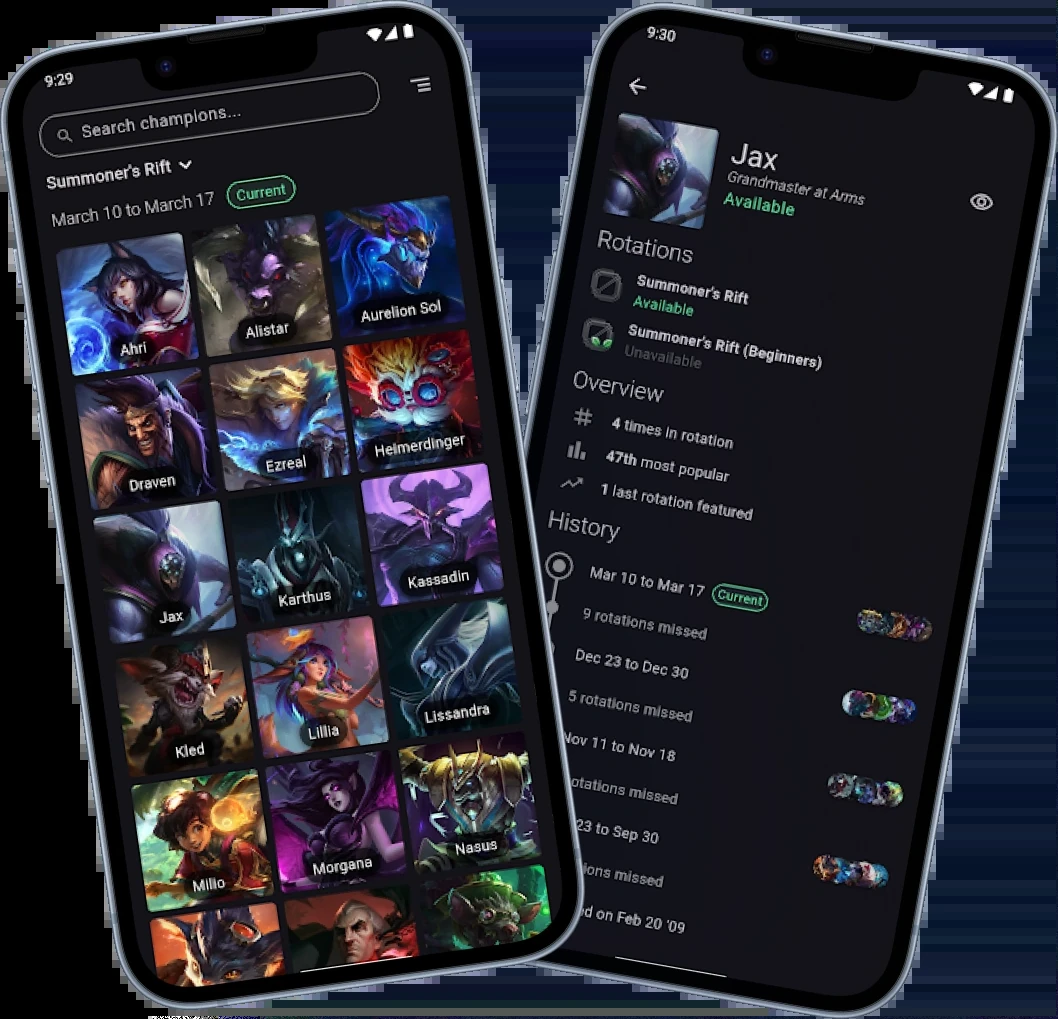 9:29
Search champions...
Summoner's Rift
March 10 to March 17 Current
Ahri
Alistar
Aurelion Sol
Draven
Ezreal
Heimerdinger
Jax
Karthus
Kassadin
Kled
Lillia
Lissandra
Milio
Morgana
Nasus
9:30
Jax
Grandmaster at Arms
Available
Rotations
Summoner's Rift
Available
Summoner's Rift (Beginners)
Unavailable
Overview
4 times in rotation
47th most popular
1 last rotation featured
History
Mar 10 to Mar 17 Current
9 rotations missed
Dec 23 to Dec 30
5 rotations missed
Nov 11 to Nov 18
otations missed
23 to Sep 30
ions missed
d on Feb 20 '09